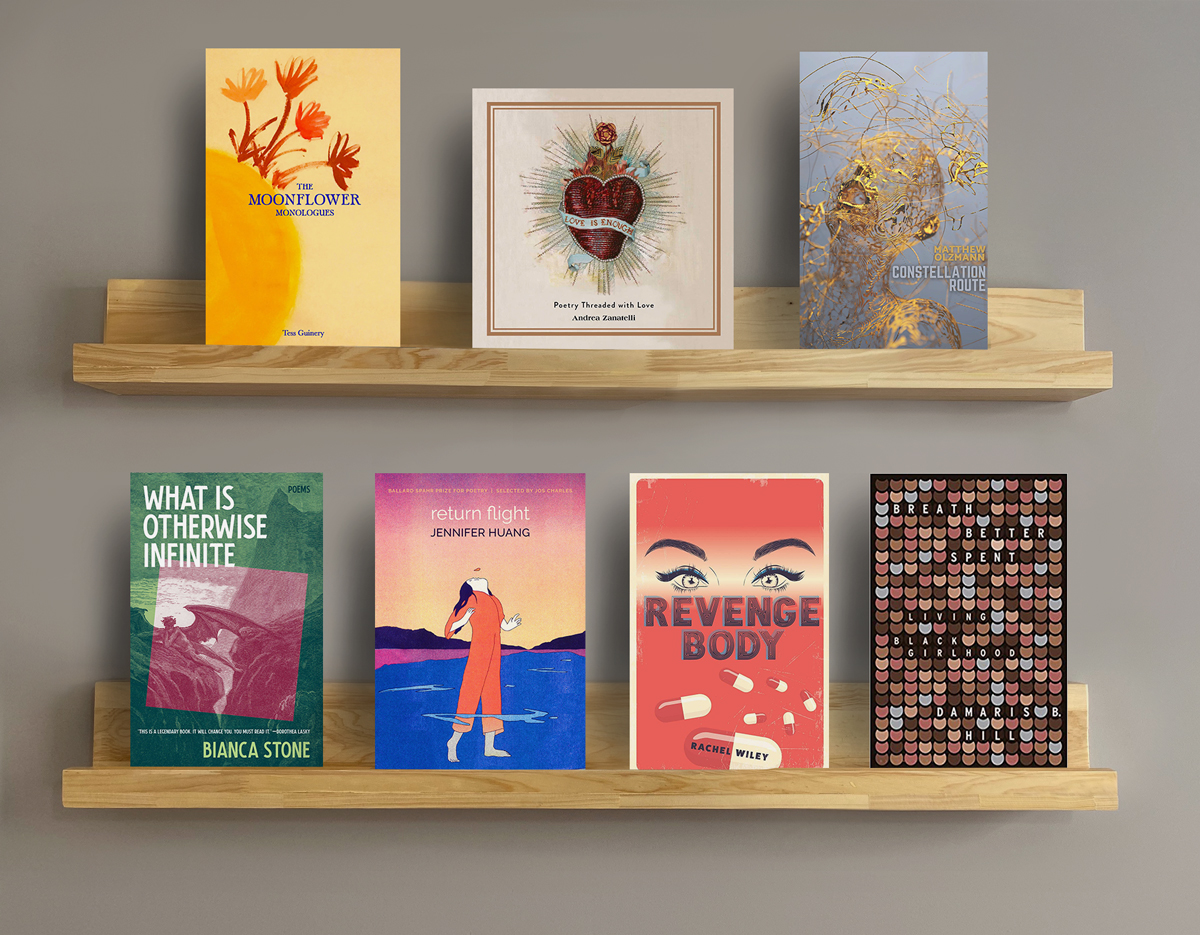 THE
MOONFLOWER
MONOLOGUES
Tess Guinery
LOVE IS ENOUGH
Poetry Threaded with Love
Andrea Zanatelli
MATTHEW
OLZMANN
CONSTELLATION
ROUTE
WHAT IS
OTHERWISE
INFINITE
POEMS
"THIS IS A LEGENDARY BOOK. IT WILL CHANGE YOU. YOU MUST READ IT." —DOROTHEA LASKY
BIANCA STONE
BALLARD SPAHR PRIZE FOR POETRY | SELECTED BY JOS CHARLES
return flight
JENNIFER HUANG
REVENGE
BODY
RACHEL WILEY
BREATH
BETTER
SPENT
LIVING
BLACK
GIRLHOOD
DAMARIS B.
HILL